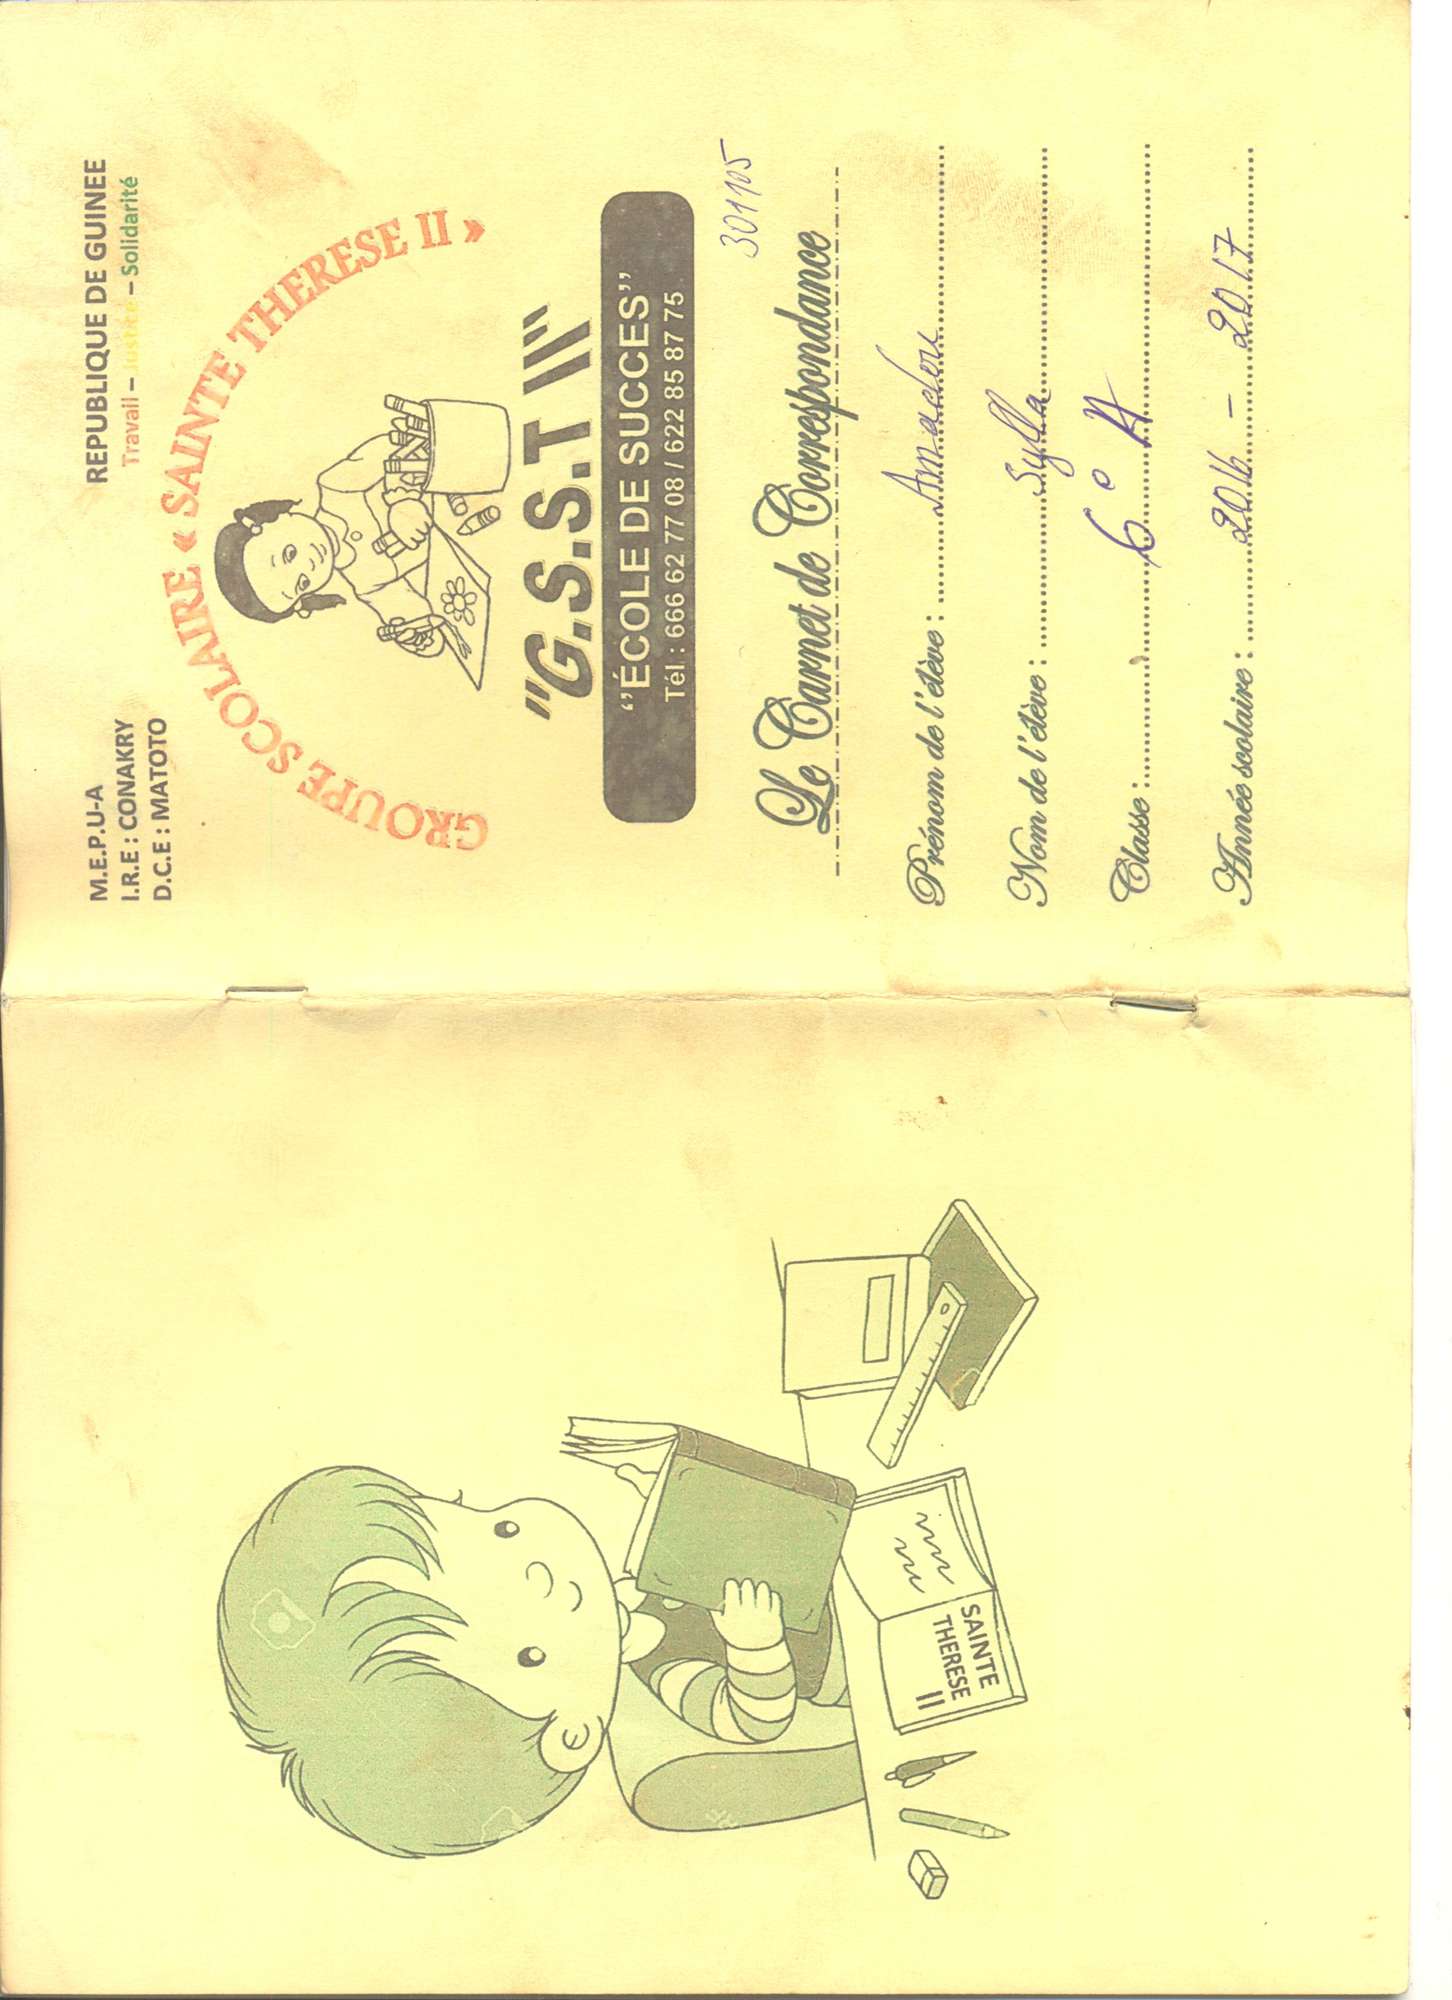 M.E.P.U-A
I.R.E : CONAKRY
D.C.E : MATOTO
REPUBLIQUE DE GUINEE
Travail – Justice – Solidarité
GROUPE SCOLAIRE « SAINTE THERESE II »
"G.S.S.T II"
‘’ÉCOLE DE SUCCES’’
Tél.: 666 62 77 08 / 622 85 87 75
301105
Le Carnet de Correspondance
Prénom de l'élève : Amadou
Nom de l'élève : Sylla
Classe : 6e A
Année scolaire : 2016 - 2017
SAINTE
THERESE
II